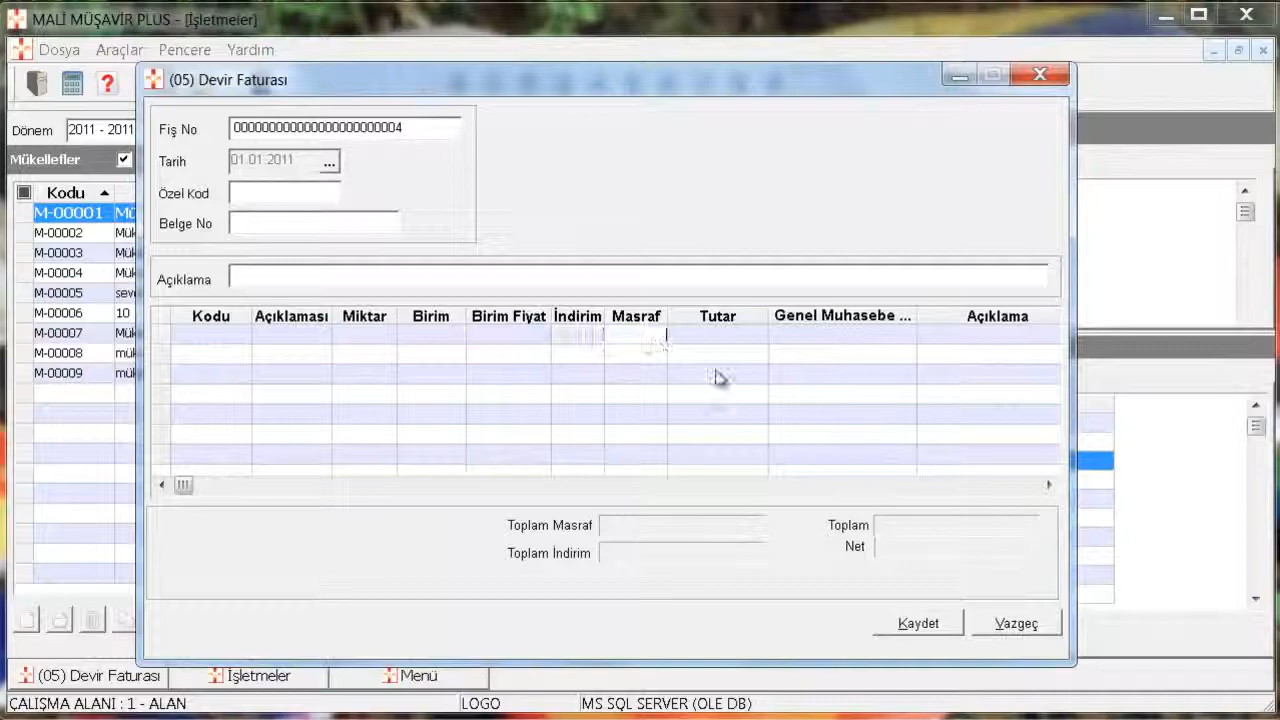 MALİ MÜŞAVİR PLUS - [İşletmeler]
Dosya Araçlar Pencere Yardım
(05) Devir Faturası
Dönem 2011 - 2011
Mükellefler
Kodu
M-00001
M-00002 Mük
M-00003 Mük
M-00004 Mük
M-00005 seve
M-00006 10
M-00007 Mük
M-00008 mük
M-00009 mük
Fiş No 000000000000000000000004
Tarih 01.01.2011 ...
Özel Kod
Belge No
Açıklama
Kodu Açıklaması Miktar Birim Birim Fiyat İndirim Masraf Tutar Genel Muhasebe ... Açıklama
Toplam Masraf Toplam
Toplam İndirim Net
Kaydet Vazgeç
(05) Devir Faturası İşletmeler Menü
ÇALIŞMA ALANI : 1 - ALAN LOGO MS SQL SERVER (OLE DB)